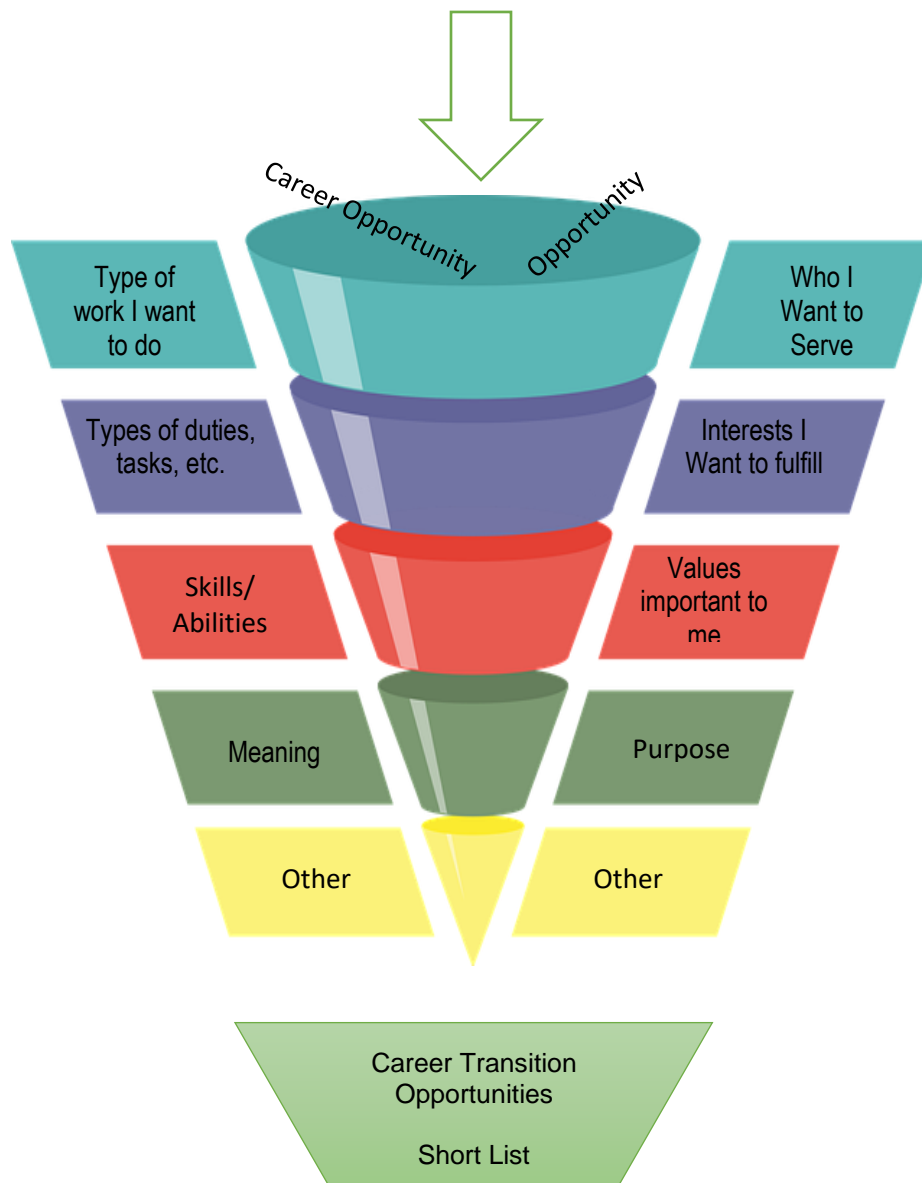 Career Opportunity
Opportunity
Type of
work I want
to do
Who I
Want to
Serve
Types of duties,
tasks, etc.
Interests I
Want to fulfill
Skills/
Abilities
Values
important to
me
Meaning
Purpose
Other
Other
Career Transition
Opportunities
Short List